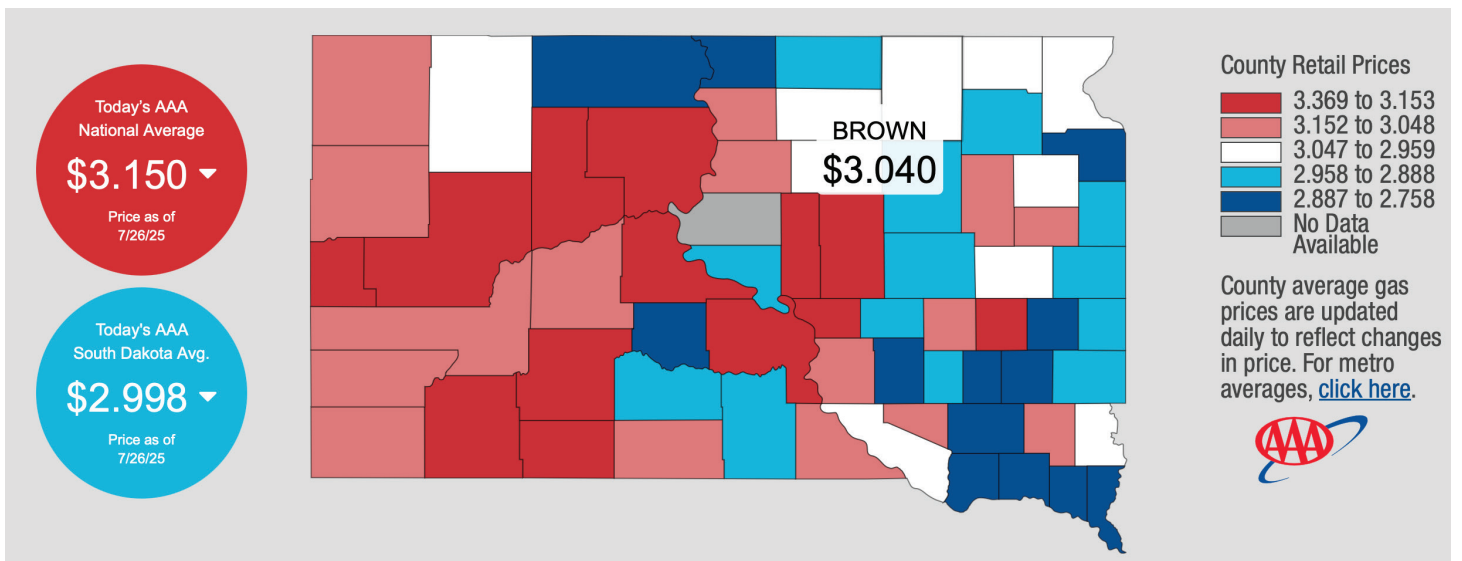 Today's AAA
National Average
$3.150
Price as of
7/26/25
Today's AAA
South Dakota Avg.
$2.998
Price as of
7/26/25
BROWN
$3.040
County Retail Prices
3.369 to 3.153
3.152 to 3.048
3.047 to 2.959
2.958 to 2.888
2.887 to 2.758
No Data
Available
County average gas
prices are updated
daily to reflect changes
in price. For metro
averages, click here.
AAA